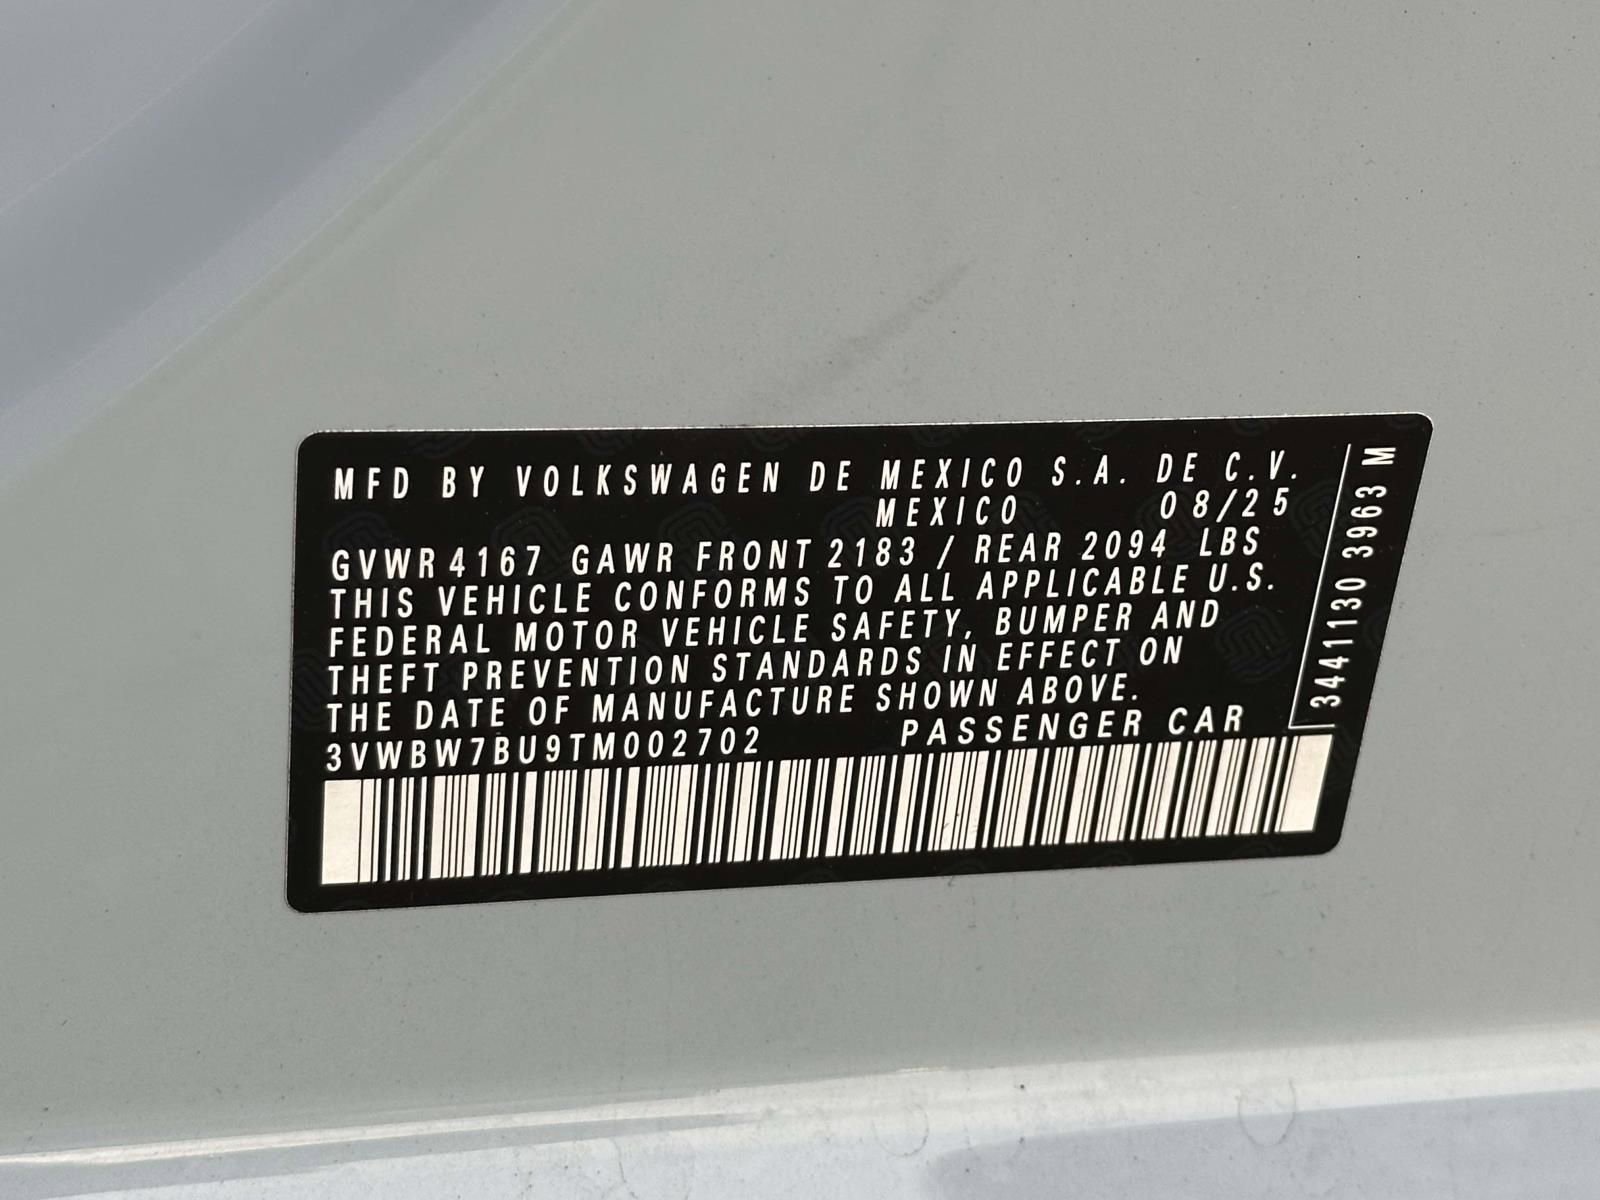 MFD BY VOLKSWAGEN DE MEXICO S.A. DE C.V.
MEXICO 08/25
GVWR 4167 GAWR FRONT 2183 / REAR 2094 LBS
THIS VEHICLE CONFORMS TO ALL APPLICABLE U.S.
FEDERAL MOTOR VEHICLE SAFETY, BUMPER AND
THEFT PREVENTION STANDARDS IN EFFECT ON
THE DATE OF MANUFACTURE SHOWN ABOVE.
3VWBW7BU9TM002702 PASSENGER CAR
3441130 3963 M